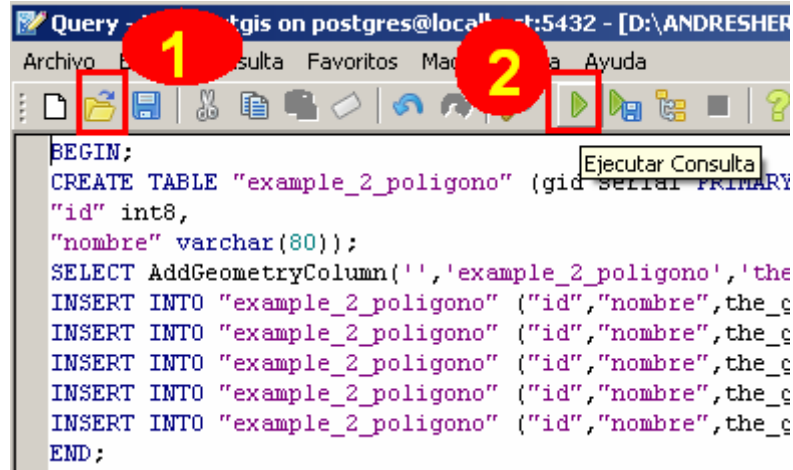 Query - tgis on postgres@local st:5432 - [D:\ANDRESHER
1
2
Archivo E sulta Favoritos Mac a Ayuda
Ejecutar Consulta
BEGIN;
CREATE TABLE "example_2_poligono" (gid serial PRIMARY
"id" int8,
"nombre" varchar(80));
SELECT AddGeometryColumn('','example_2_poligono','the
INSERT INTO "example_2_poligono" ("id","nombre",the_g
INSERT INTO "example_2_poligono" ("id","nombre",the_g
INSERT INTO "example_2_poligono" ("id","nombre",the_g
INSERT INTO "example_2_poligono" ("id","nombre",the_g
INSERT INTO "example_2_poligono" ("id","nombre",the_g
END;